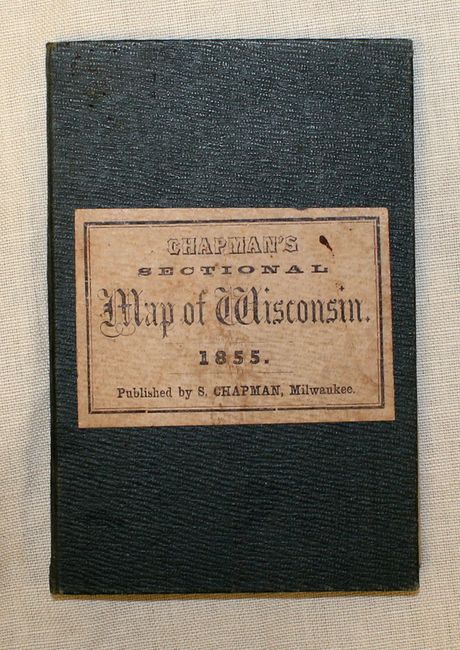 CHAPMAN'S
SECTIONAL
Map of Wisconsin.
1855.
Published by S. CHAPMAN, Milwaukee.